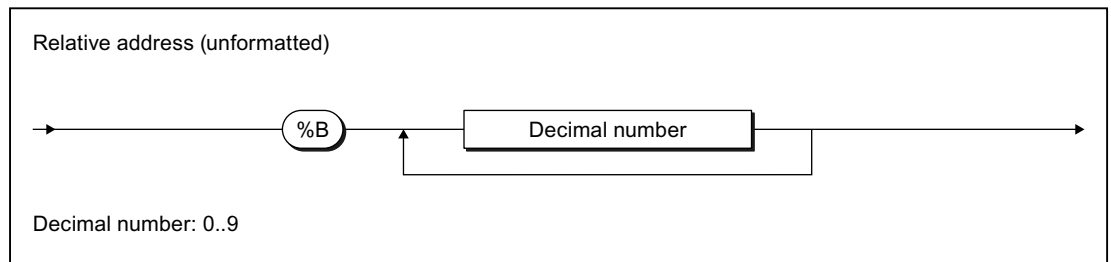 Relative address (unformatted)
%B
Decimal number
Decimal number: 0..9